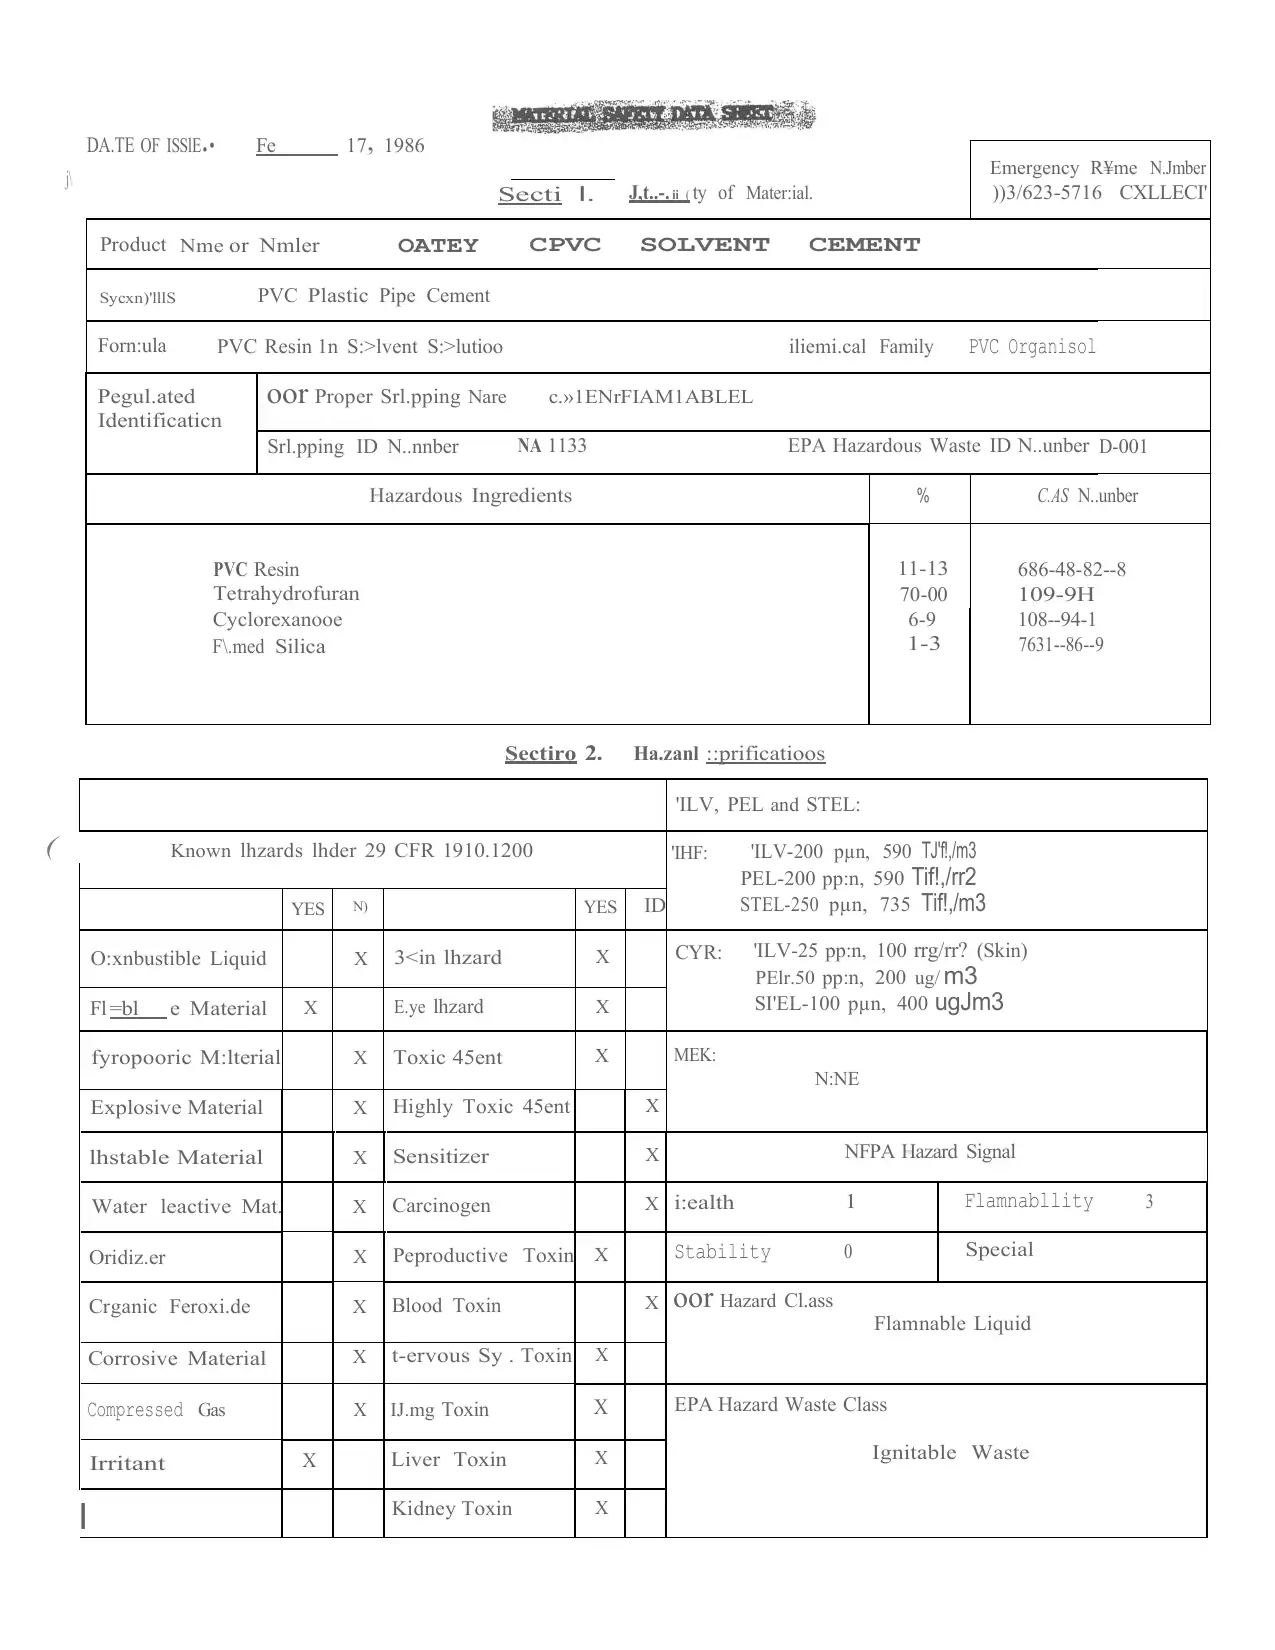 MATERIAL SAFETY DATA SHEET
DA.TE OF ISSIE.• Fe 17, 1986
Emergency R¥me N.Jmber
))3/623-5716 CXLLECI'
Secti l. J,t..-. ii ( ty of Mater:ial.
Product Nme or Nmler OATEY CPVC SOLVENT CEMENT
Sycxn)'lllS PVC Plastic Pipe Cement
Forn:ula PVC Resin 1n S:>lvent S:>lutioo iliemi.cal Family PVC Organisol
Pegul.ated
Identificaticn
oor Proper Srl.pping Nare c.»1ENrFIAM1ABLEL
Srl.pping ID N..nnber NA 1133 EPA Hazardous Waste ID N..unber D-001
Hazardous Ingredients % C.AS N..unber
PVC Resin 11-13 686-48-82--8
Tetrahydrofuran 70-00 109-9H
Cyclorexanooe 6-9 108--94-1
F\.med Silica 1-3 7631--86--9
Sectiro 2. Ha.zanl ::prificatioos
'ILV, PEL and STEL:
Known lhzards lhder 29 CFR 1910.1200
'IHF: 'ILV-200 pµn, 590 TJ'f!,/m3
PEL-200 pp:n, 590 Tif!,/rr2
STEL-250 pµn, 735 Tif!,/m3
YES N) YES ID
O:xnbustible Liquid X 3<in lhzard X
CYR: 'ILV-25 pp:n, 100 rrg/rr? (Skin)
PElr.50 pp:n, 200 ug/ m3
SI'EL-100 pµn, 400 ugJm3
Fl=bl e Material X E.ye lhzard X
fyropooric M:lterial X Toxic 45ent X
MEK:
N:NE
Explosive Material X Highly Toxic 45ent X
lhstable Material X Sensitizer X NFPA Hazard Signal
Water leactive Mat. X Carcinogen X i:ealth 1 Flamnabllity 3
Oridiz.er X Peproductive Toxin X Stability 0 Special
Crganic Feroxi.de X Blood Toxin X oor Hazard Cl.ass
Flamnable Liquid
Corrosive Material X t-ervous Sy . Toxin X
Compressed Gas X IJ.mg Toxin X EPA Hazard Waste Class
Irritant X Liver Toxin X Ignitable Waste
Kidney Toxin X